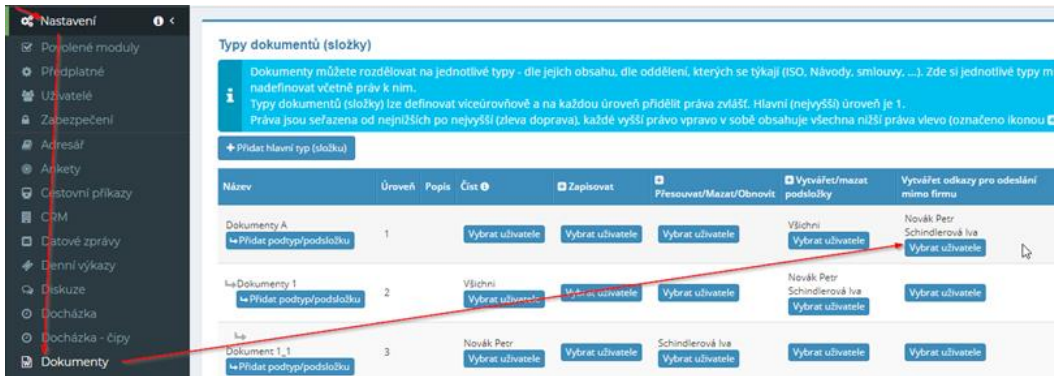 Nastavení
Povolené moduly
Předplatné
Uživatelé
Zabezpečení
Adresář
Ankety
Cestovní příkazy
CRM
Datové zprávy
Denní výkazy
Diskuze
Docházka
Docházka - čipy
Dokumenty
Typy dokumentů (složky)
Dokumenty můžete rozdělovat na jednotlivé typy - dle jejich obsahu, dle oddělení, kterých se týkají (ISO, Návody, smlouvy, ...). Zde si jednotlivé typy m
nadefinovat včetně práv k nim.
Typy dokumentů (složky) lze definovat víceúrovňově a na každou úroveň přidělit práva zvlášť. Hlavní (nejvyšší) úroveň je 1.
Práva jsou seřazena od nejnižších po nejvyšší (zleva doprava), každé vyšší právo vpravo v sobě obsahuje všechna nižší práva vlevo (označeno ikonou
Přidat hlavní typ (složku)
Název Úroveň Popis Číst Zapisovat Přesouvat/Mazat/Obnovit Vytvářet/mazat podsložky Vytvářet odkazy pro odeslání mimo firmu
Dokumenty A
Přidat podtyp/podsložku
1
Vybrat uživatele
Vybrat uživatele
Vybrat uživatele
Všichni
Vybrat uživatele
Novák Petr
Schindlerová Iva
Vybrat uživatele
Dokumenty 1
Přidat podtyp/podsložku
2
Všichni
Vybrat uživatele
Vybrat uživatele
Vybrat uživatele
Novák Petr
Schindlerová Iva
Vybrat uživatele
Vybrat uživatele
Dokument 1_1
Přidat podtyp/podsložku
3
Novák Petr
Vybrat uživatele
Vybrat uživatele
Schindlerová Iva
Vybrat uživatele
Vybrat uživatele
Vybrat uživatele